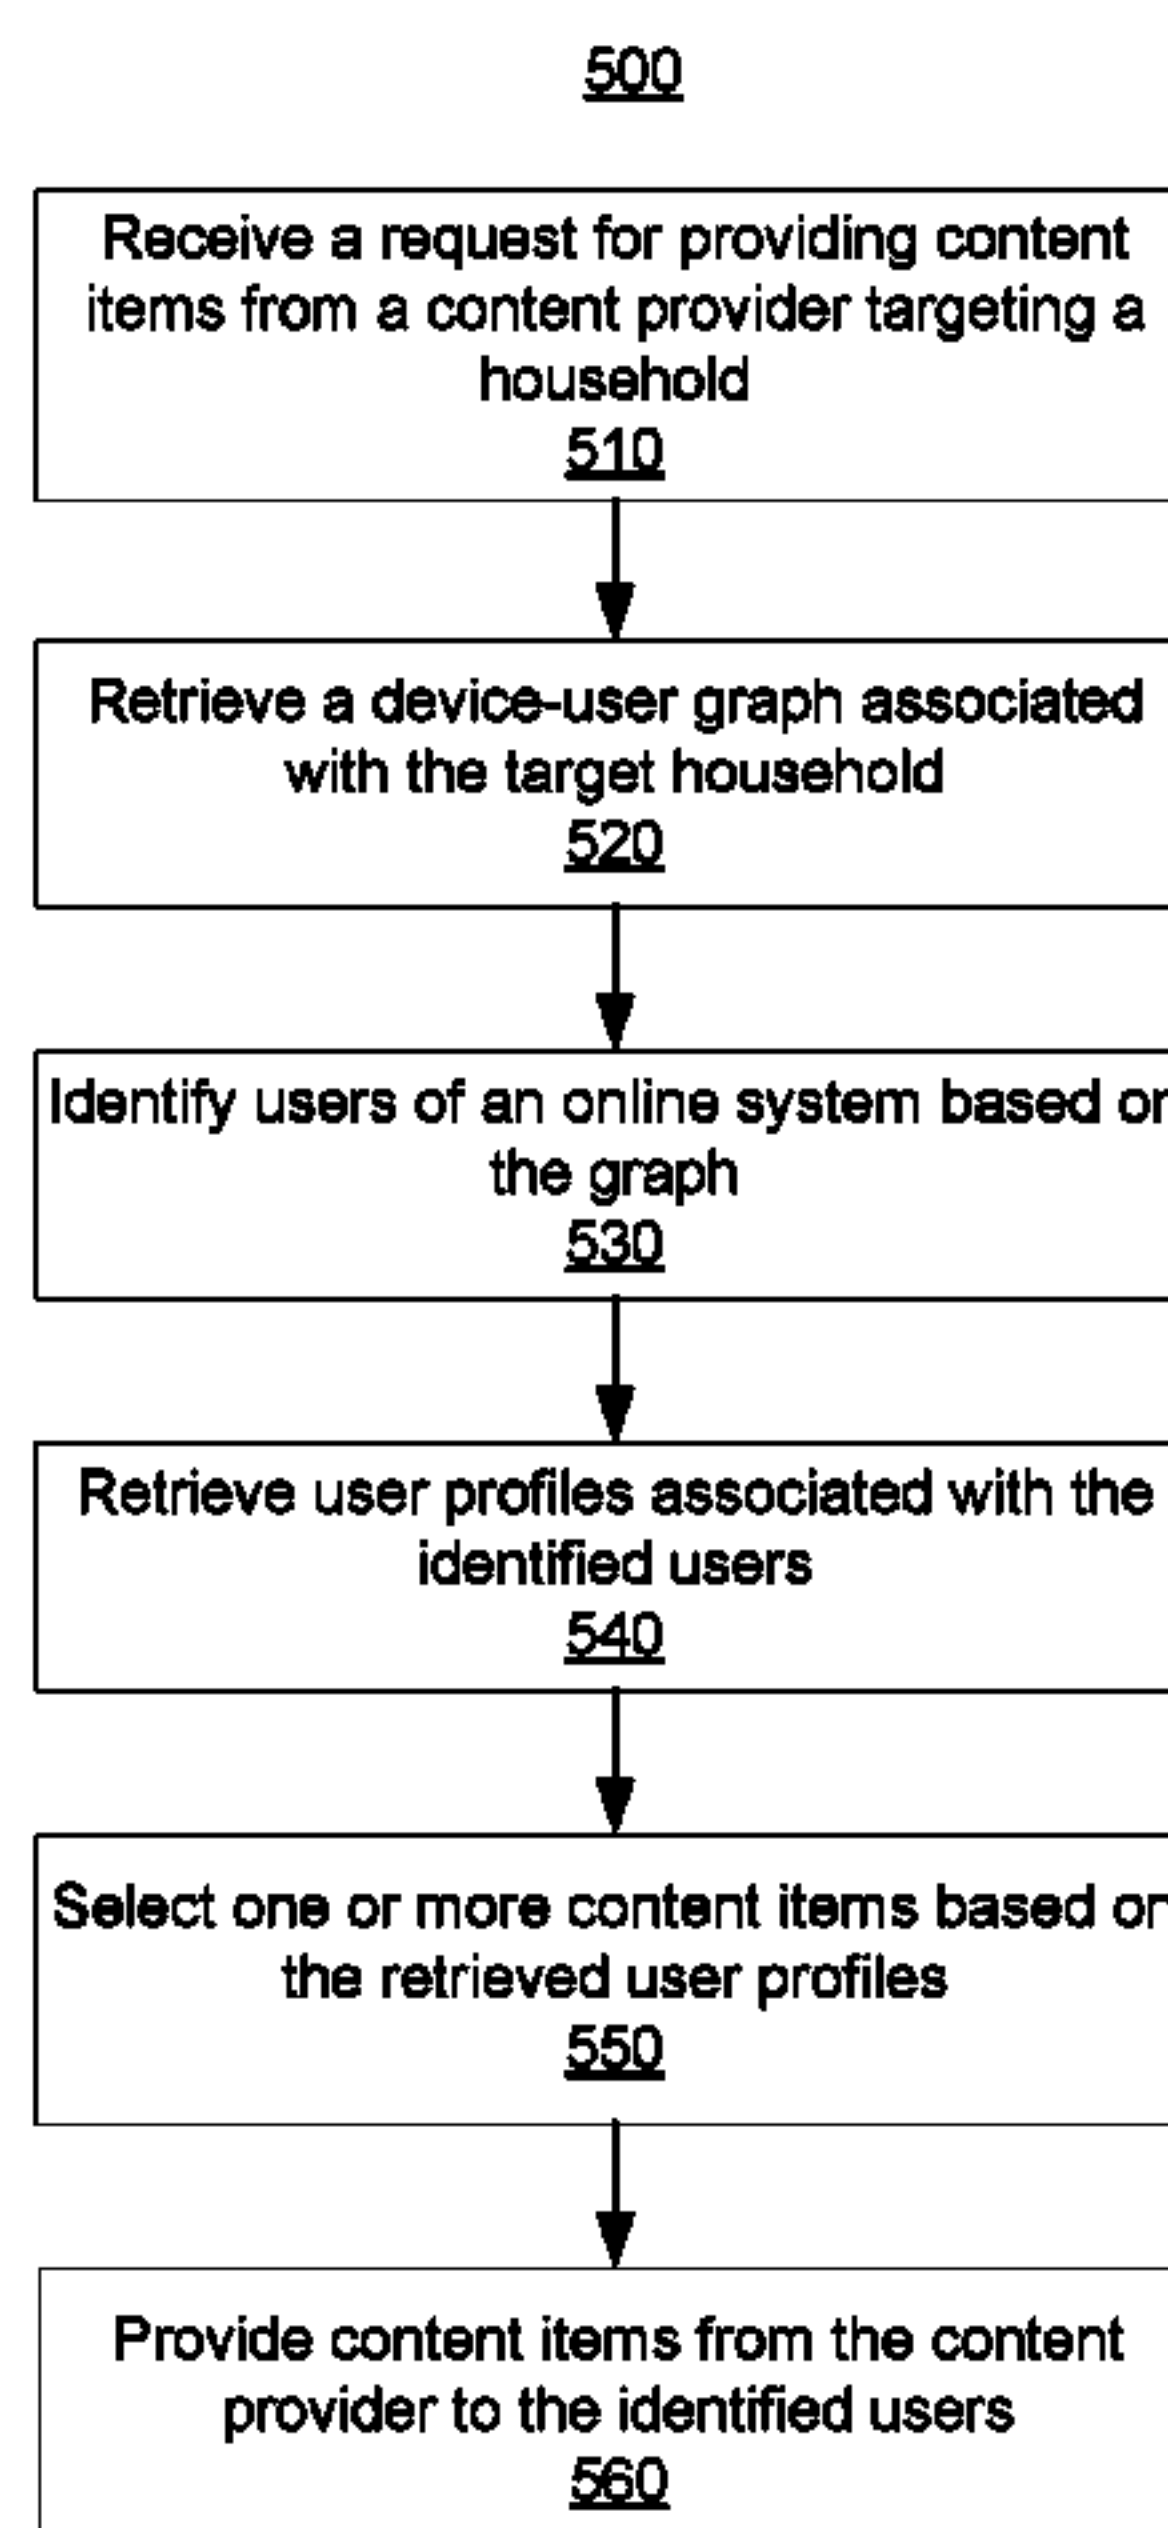 500
Receive a request for providing content
items from a content provider targeting a
household
510
Retrieve a device-user graph associated
with the target household
520
Identify users of an online system based on
the graph
530
Retrieve user profiles associated with the
identified users
540
Select one or more content items based on
the retrieved user profiles
550
Provide content items from the content
provider to the identified users
560